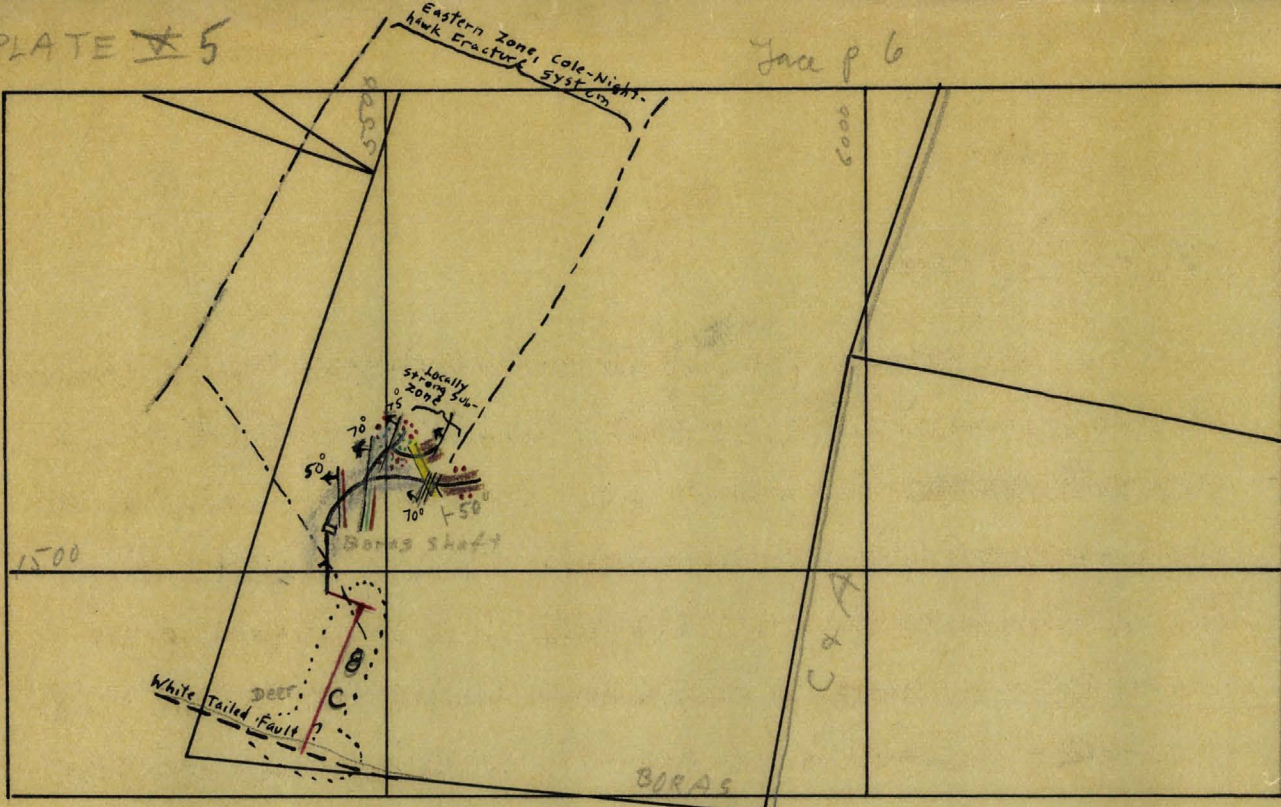 PLATE 5
Face p 6
Eastern Zone, Cole-Night-
hawk Fracture System
5500
6000
Locally
strong sub-
zone
75°
70°
50°
70°
50°
Boras shaft
1500
B
C
Deer
White Tailed Fault
C & A
BORAS